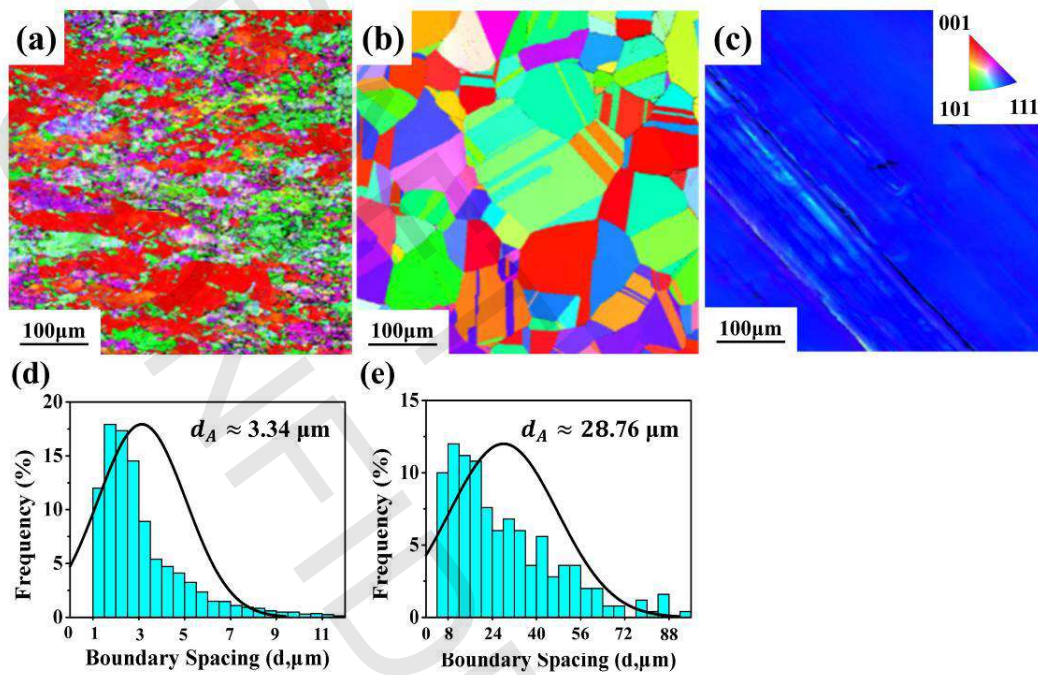 (a)
(b)
(c)
001
101
111
100μm
100μm
100μm
(d)
(e)
20
15
10
5
0
Frequency (%)
d_A ≈ 3.34 μm
0 1 3 5 7 9 11
Boundary Spacing (d,μm)
15
10
5
0
Frequency (%)
d_A ≈ 28.76 μm
0 8 24 40 56 72 88
Boundary Spacing (d,μm)